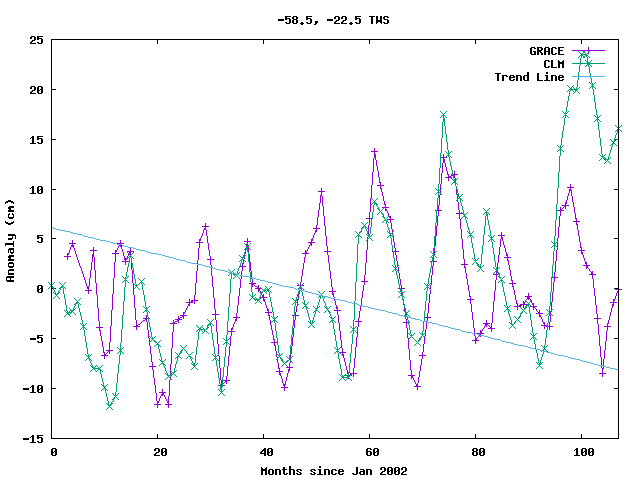 -58.5, -22.5 TWS
GRACE
CLM
Trend Line
25
20
15
10
5
0
-5
-10
-15
Anomaly (cm)
0 20 40 60 80 100
Months since Jan 2002